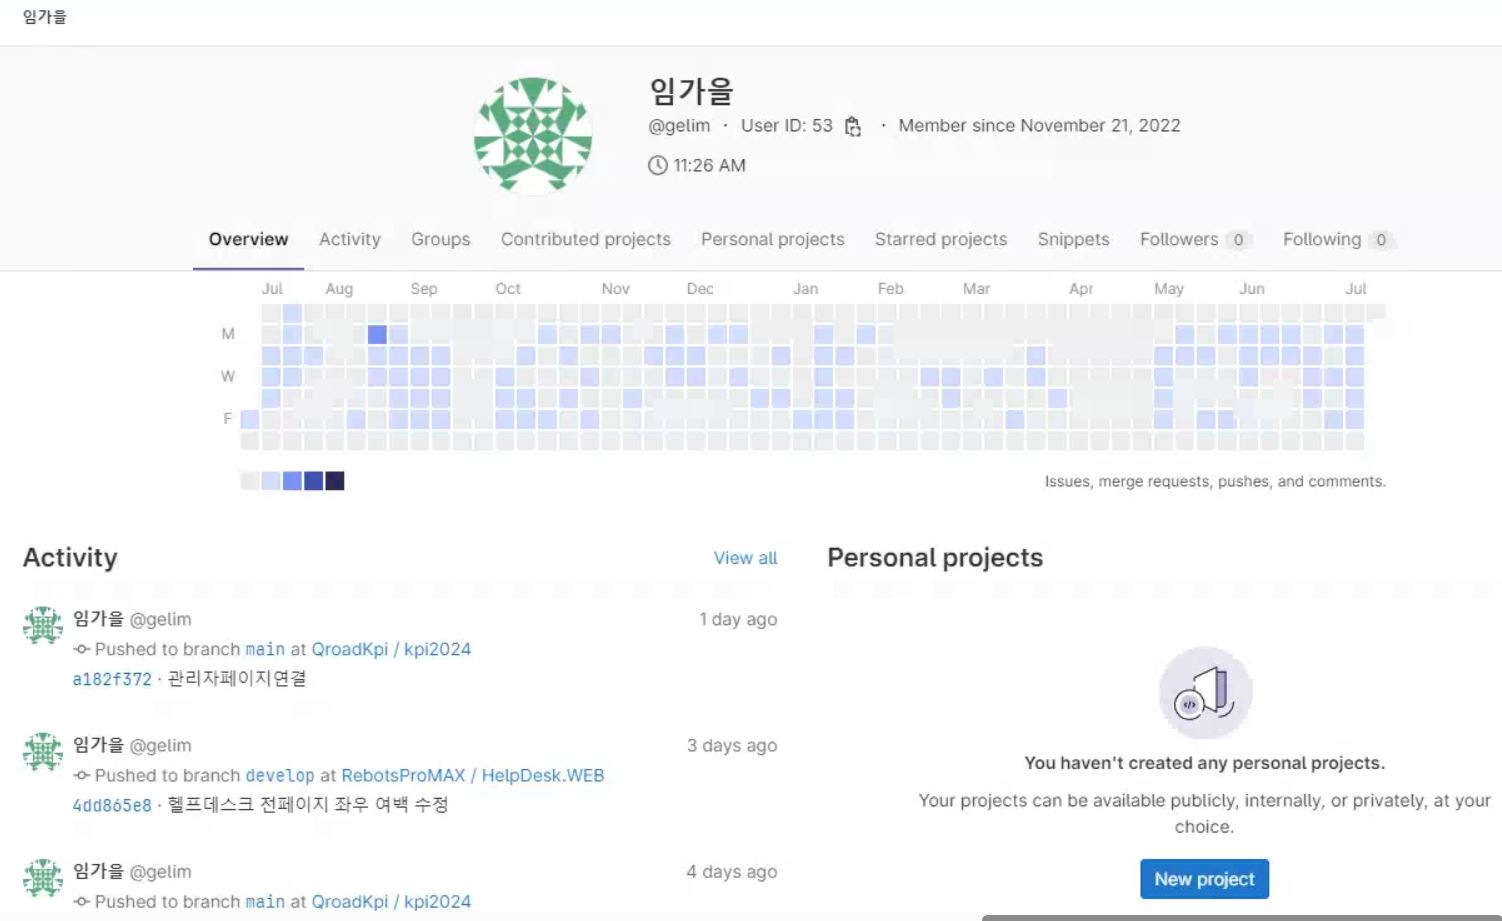 임가을
임가을
@gelim · User ID: 53 · Member since November 21, 2022
11:26 AM
Overview Activity Groups Contributed projects Personal projects Starred projects Snippets Followers 0 Following 0
Jul Aug Sep Oct Nov Dec Jan Feb Mar Apr May Jun Jul
M
W
F
Issues, merge requests, pushes, and comments.
Activity View all
임가을 @gelim 1 day ago
Pushed to branch main at QroadKpi / kpi2024
a182f372 · 관리자페이지연결
임가을 @gelim 3 days ago
Pushed to branch develop at RebotsProMAX / HelpDesk.WEB
4dd865e8 · 헬프데스크 전페이지 좌우 여백 수정
임가을 @gelim 4 days ago
Pushed to branch main at QroadKpi / kpi2024
Personal projects
You haven't created any personal projects.
Your projects can be available publicly, internally, or privately, at your
choice.
New project